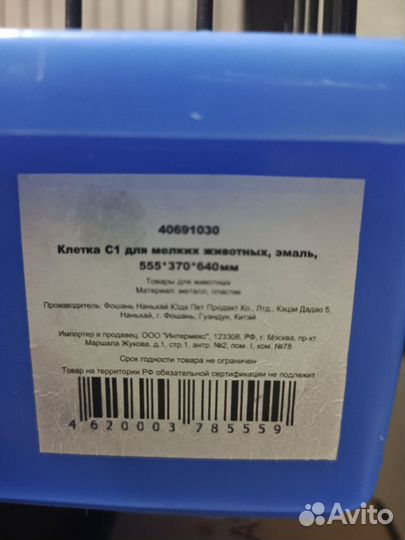 40691030
Клетка С1 для мелких животных, эмаль,
555*370*640мм
Товары для животных
Материал: металл, пластик
Производитель: Фошань Наньхай Юда Пет Продакт Ко., Лтд., Кэцзи Дадао 5,
Наньхай, г. Фошань, Гуандун, Китай
Импортер и продавец: ООО "Интермекс", 123308, РФ, г. Москва, пр-кт
Маршала Жукова, д.1, стр.1, антр. №2, пом. I, ком. №78
Срок годности товара не ограничен
Товар на территории РФ обязательной сертификации не подлежит
4 620003 785559
Avito